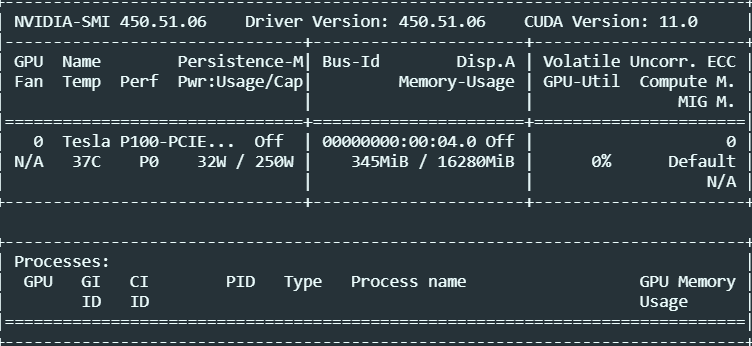 NVIDIA-SMI 450.51.06    Driver Version: 450.51.06    CUDA Version: 11.0
GPU  Name        Persistence-M| Bus-Id        Disp.A | Volatile Uncorr. ECC
Fan  Temp  Perf  Pwr:Usage/Cap|         Memory-Usage | GPU-Util  Compute M.
MIG M.
0  Tesla P100-PCIE...  Off  | 00000000:00:04.0 Off |                    0
N/A   37C    P0    32W / 250W |    345MiB / 16280MiB |      0%      Default
N/A
Processes:
GPU   GI   CI        PID   Type   Process name                  GPU Memory
ID   ID                                                   Usage